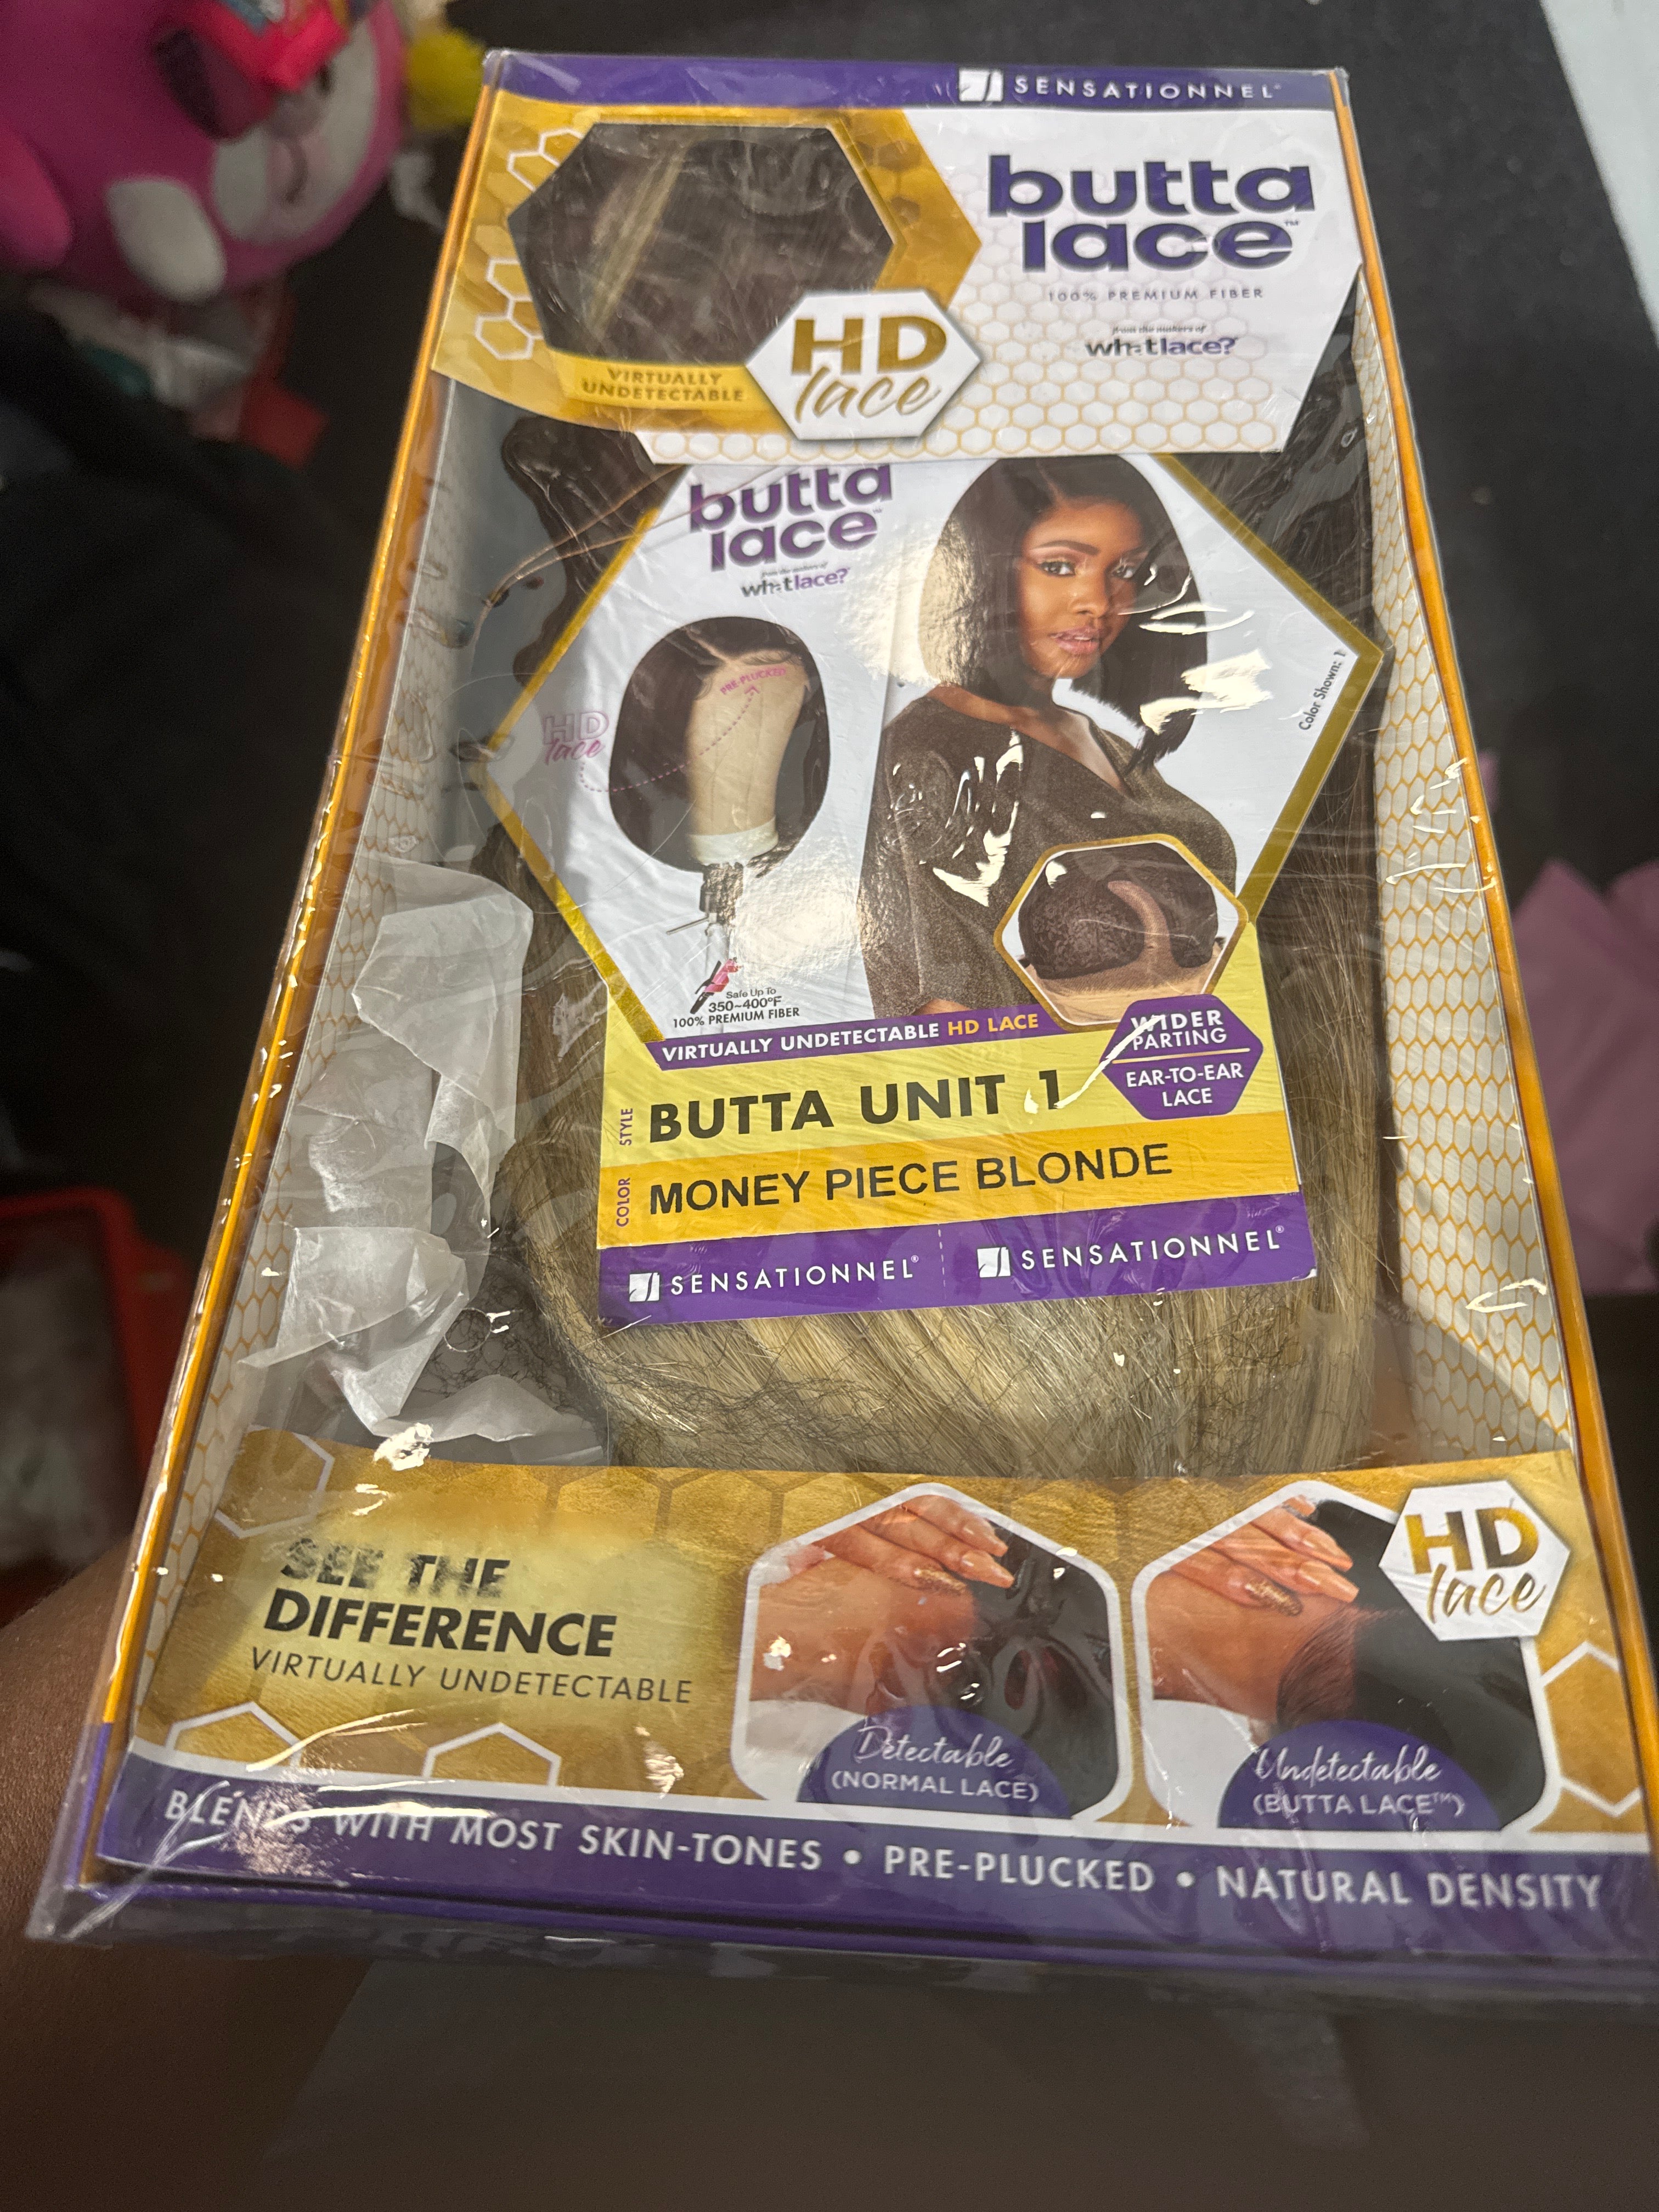 SENSATIONNEL®
butta
lace™
100% PREMIUM FIBER
from the makers of
whatlace?
HD
lace
VIRTUALLY
UNDETECTABLE
butta
lace™
from the makers of
whatlace?
PRE-PLUCKED
HD
lace
Color Shown: 1
Safe Up To
350~400°F
100% PREMIUM FIBER
VIRTUALLY UNDETECTABLE HD LACE
WIDER
PARTING
EAR-TO-EAR
LACE
STYLE BUTTA UNIT 1
COLOR MONEY PIECE BLONDE
SENSATIONNEL® SENSATIONNEL®
SEE THE
DIFFERENCE
VIRTUALLY UNDETECTABLE
HD
lace
Detectable
(NORMAL LACE)
Undetectable
(BUTTA LACE™)
BLENDS WITH MOST SKIN-TONES • PRE-PLUCKED • NATURAL DENSITY